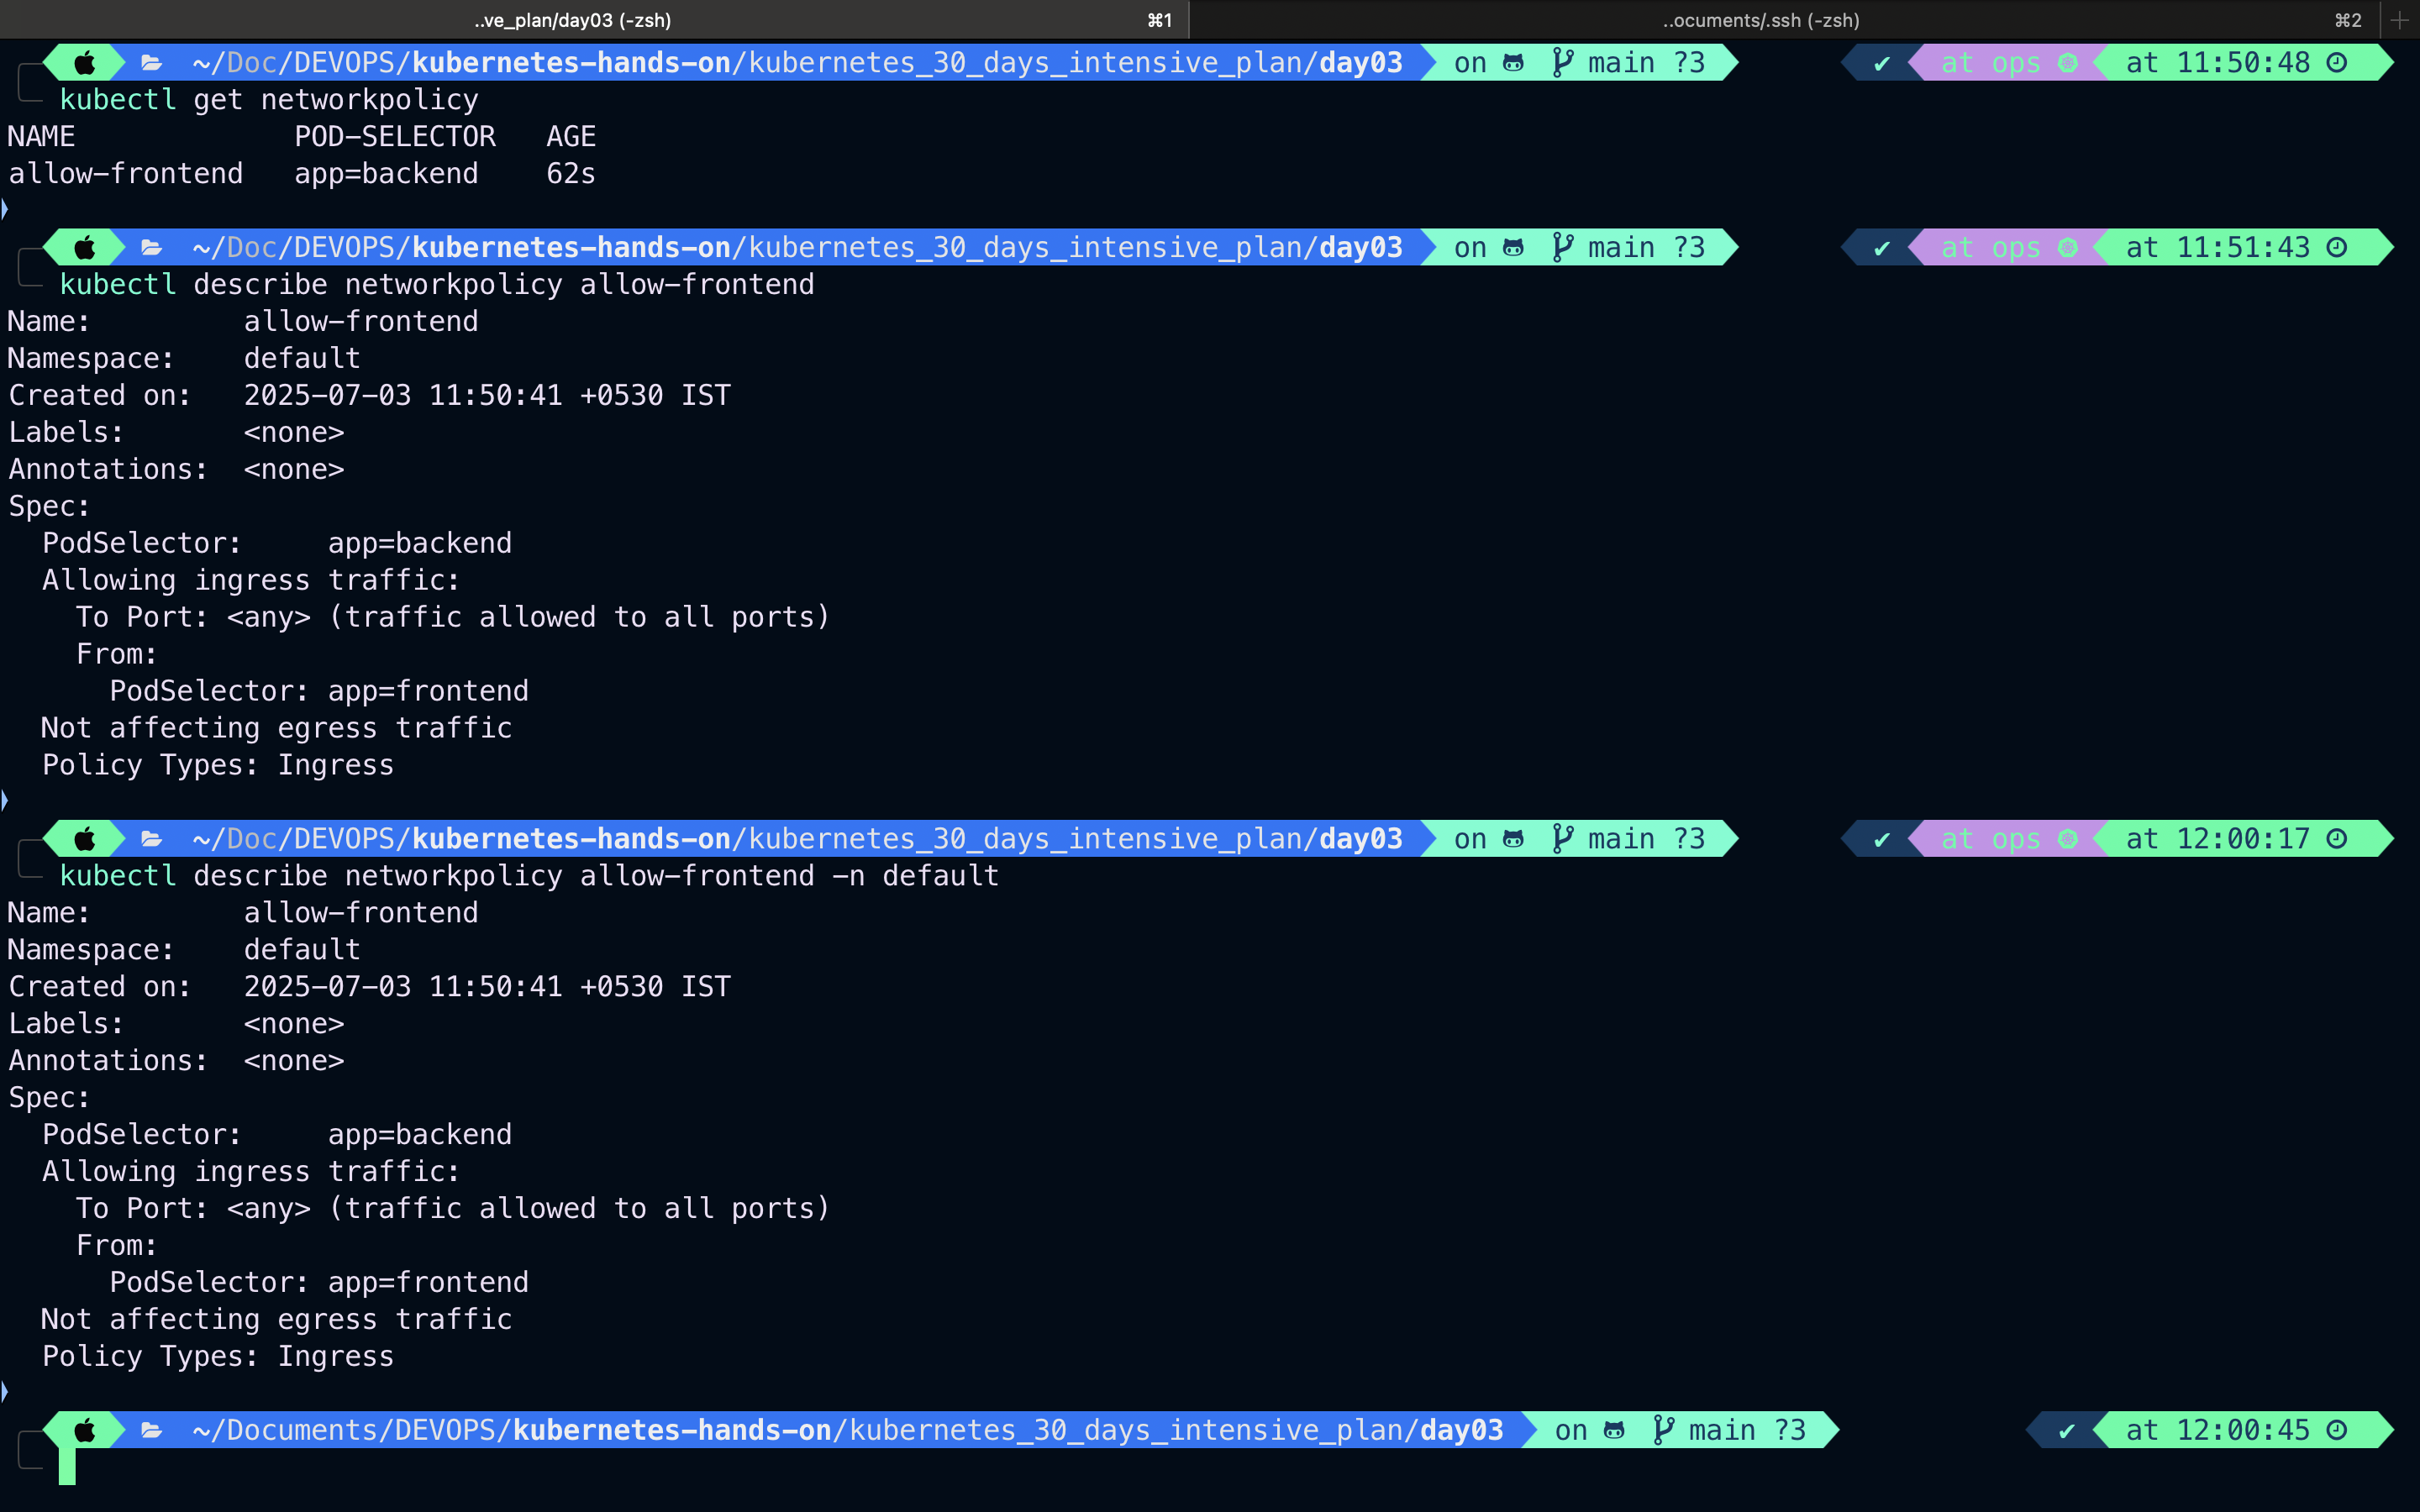 ..ve_plan/day03 (-zsh) ⌘1 ..ocuments/.ssh (-zsh) ⌘2 +
~/Doc/DEVOPS/kubernetes-hands-on/kubernetes_30_days_intensive_plan/day03 on main ?3 ✔ at ops at 11:50:48
kubectl get networkpolicy
NAME POD-SELECTOR AGE
allow-frontend app=backend 62s
~/Doc/DEVOPS/kubernetes-hands-on/kubernetes_30_days_intensive_plan/day03 on main ?3 ✔ at ops at 11:51:43
kubectl describe networkpolicy allow-frontend
Name: allow-frontend
Namespace: default
Created on: 2025-07-03 11:50:41 +0530 IST
Labels: <none>
Annotations: <none>
Spec:
PodSelector: app=backend
Allowing ingress traffic:
To Port: <any> (traffic allowed to all ports)
From:
PodSelector: app=frontend
Not affecting egress traffic
Policy Types: Ingress
~/Doc/DEVOPS/kubernetes-hands-on/kubernetes_30_days_intensive_plan/day03 on main ?3 ✔ at ops at 12:00:17
kubectl describe networkpolicy allow-frontend -n default
Name: allow-frontend
Namespace: default
Created on: 2025-07-03 11:50:41 +0530 IST
Labels: <none>
Annotations: <none>
Spec:
PodSelector: app=backend
Allowing ingress traffic:
To Port: <any> (traffic allowed to all ports)
From:
PodSelector: app=frontend
Not affecting egress traffic
Policy Types: Ingress
~/Documents/DEVOPS/kubernetes-hands-on/kubernetes_30_days_intensive_plan/day03 on main ?3 ✔ at 12:00:45